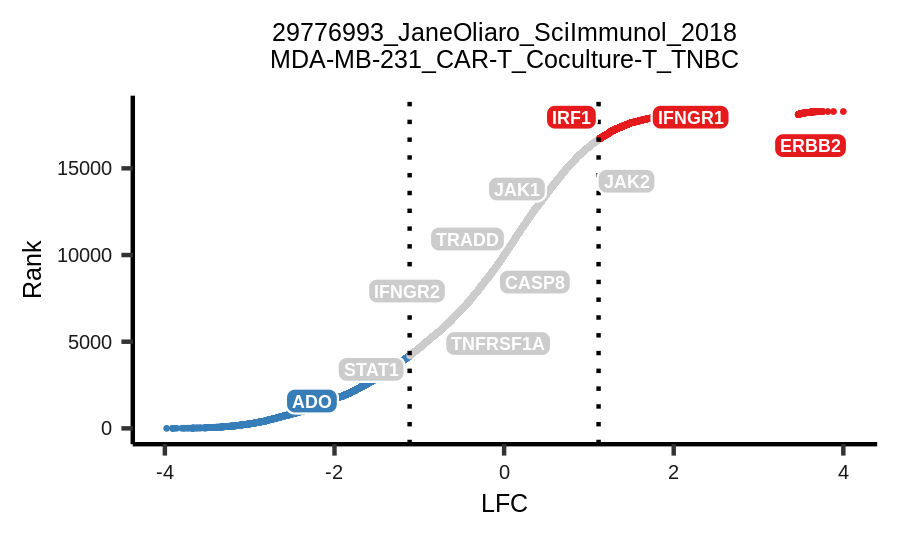 29776993_JaneOliaro_SciImmunol_2018
MDA-MB-231_CAR-T_Coculture-T_TNBC
IRF1
IFNGR1
ERBB2
JAK1
JAK2
TRADD
CASP8
IFNGR2
TNFRSF1A
STAT1
ADO
Rank
15000
10000
5000
0
-4
-2
0
2
4
LFC